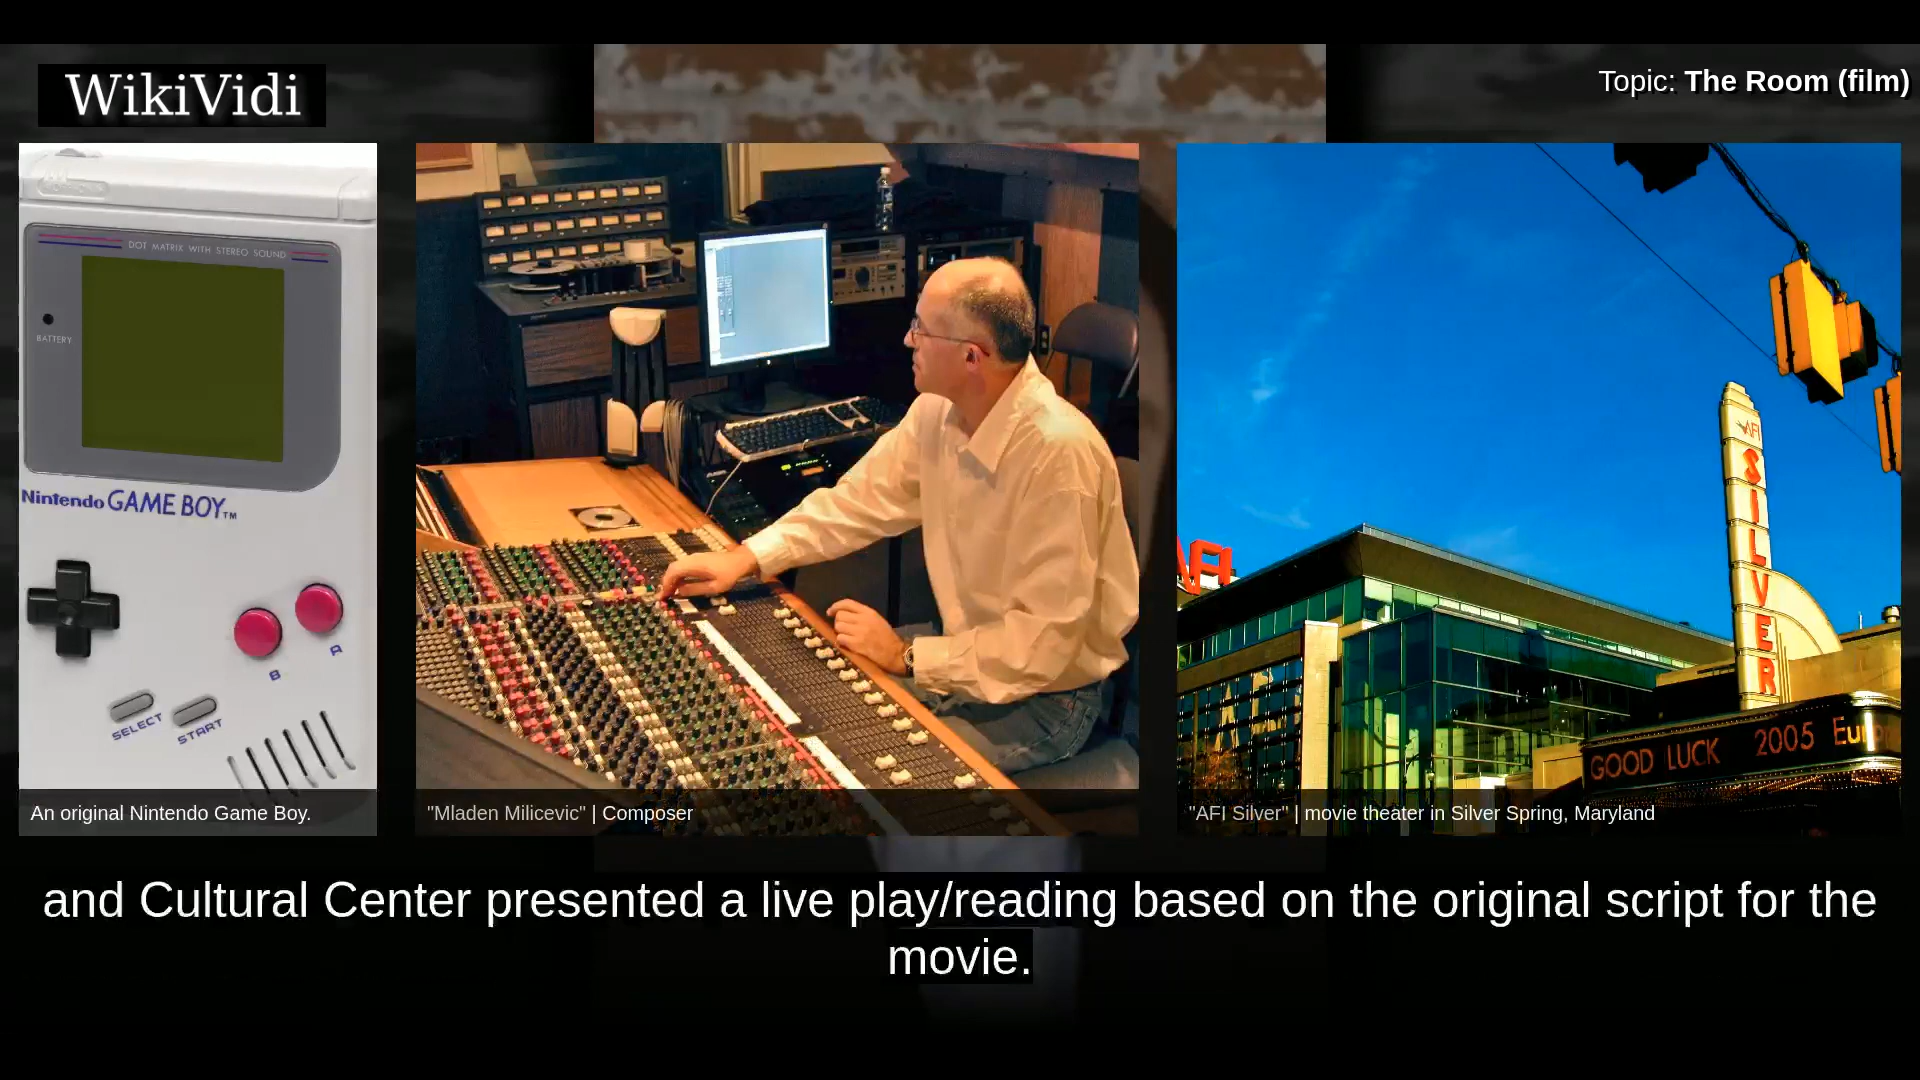 WikiVidi
Topic: The Room (film)
DOT MATRIX WITH STEREO SOUND
BATTERY
Nintendo GAME BOY TM
A
B
SELECT
START
An original Nintendo Game Boy.
"Mladen Milicevic" | Composer
AFI
AFI
SILVER
GOOD LUCK 2005
"AFI Silver" | movie theater in Silver Spring, Maryland
and Cultural Center presented a live play/reading based on the original script for the
movie.